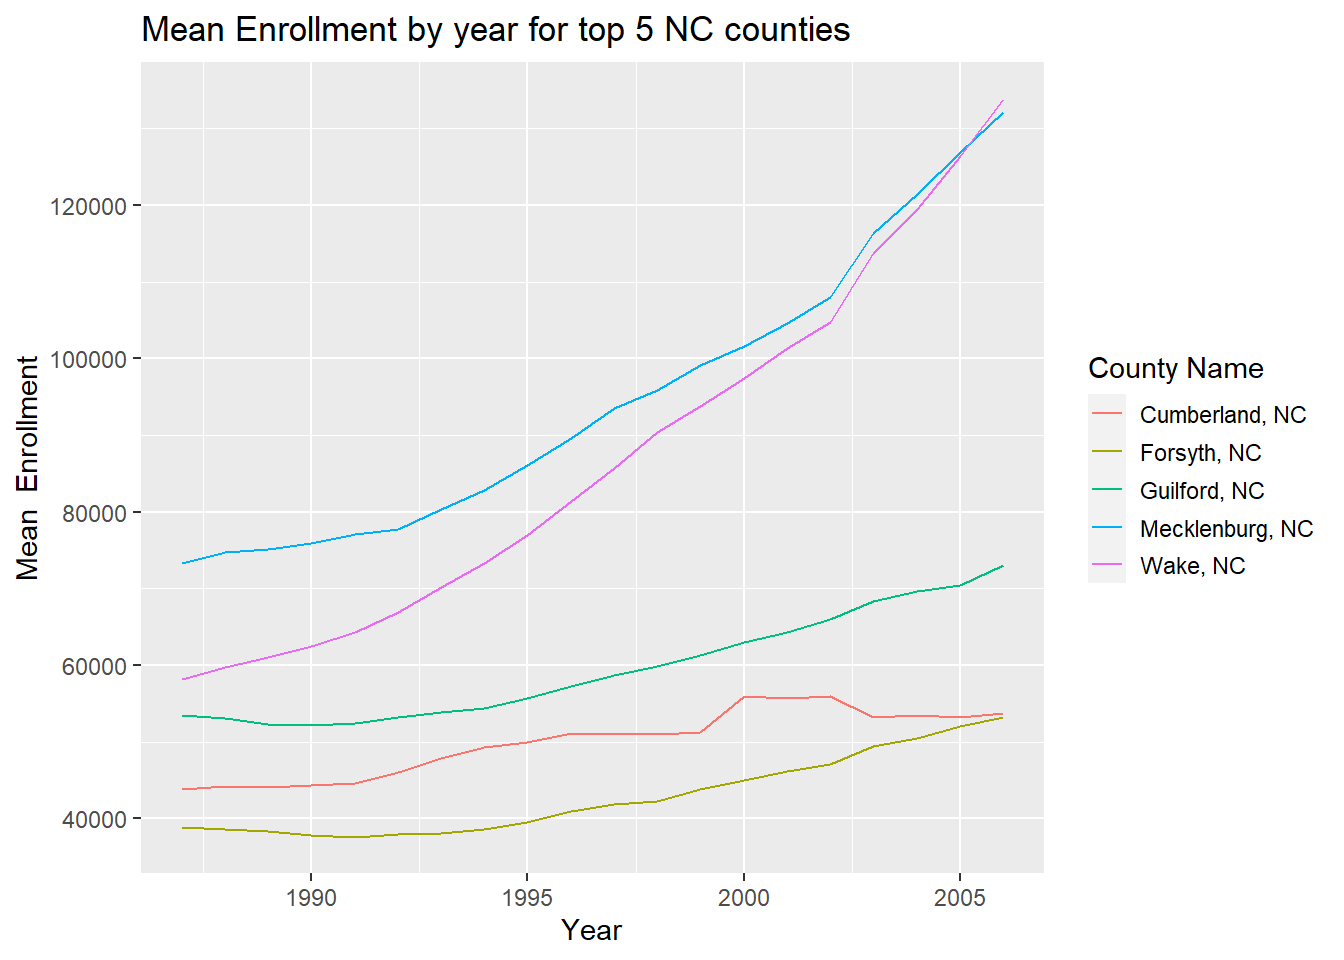 Mean Enrollment by year for top 5 NC counties
Mean  Enrollment
120000
100000
80000
60000
40000
1990
1995
2000
2005
Year
County Name
Cumberland, NC
Forsyth, NC
Guilford, NC
Mecklenburg, NC
Wake, NC